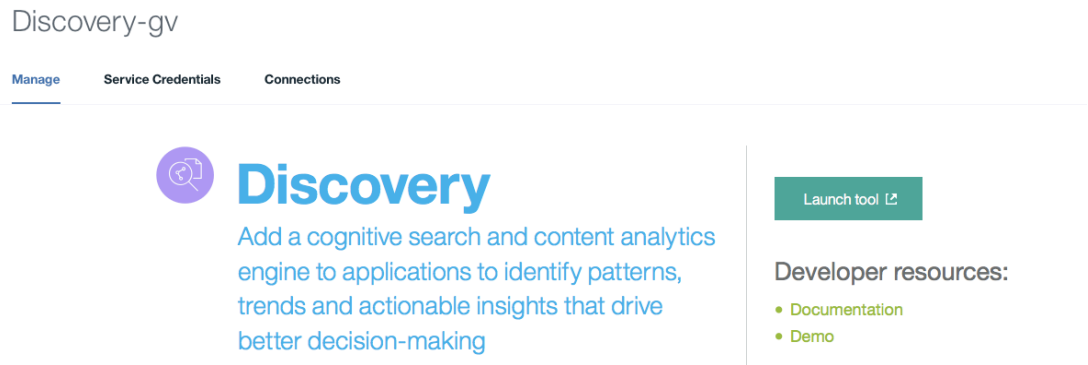 Discovery-gv
Manage Service Credentials Connections
Discovery
Add a cognitive search and content analytics
engine to applications to identify patterns,
trends and actionable insights that drive
better decision-making
Launch tool
Developer resources:
• Documentation
• Demo